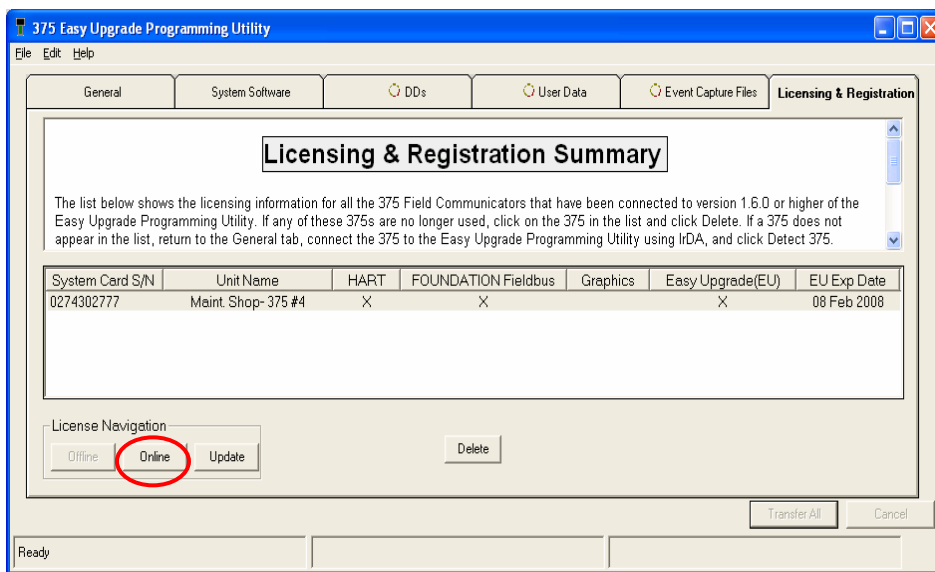 375 Easy Upgrade Programming Utility
File Edit Help
General System Software DDs User Data Event Capture Files Licensing & Registration
Licensing & Registration Summary
The list below shows the licensing information for all the 375 Field Communicators that have been connected to version 1.6.0 or higher of the
Easy Upgrade Programming Utility. If any of these 375s are no longer used, click on the 375 in the list and click Delete. If a 375 does not
appear in the list, return to the General tab, connect the 375 to the Easy Upgrade Programming Utility using IrDA, and click Detect 375.
System Card S/N Unit Name HART FOUNDATION Fieldbus Graphics Easy Upgrade(EU) EU Exp Date
0274302777 Maint. Shop- 375 #4 X X X 08 Feb 2008
License Navigation
Offline Online Update Delete
Transfer All Cancel
Ready